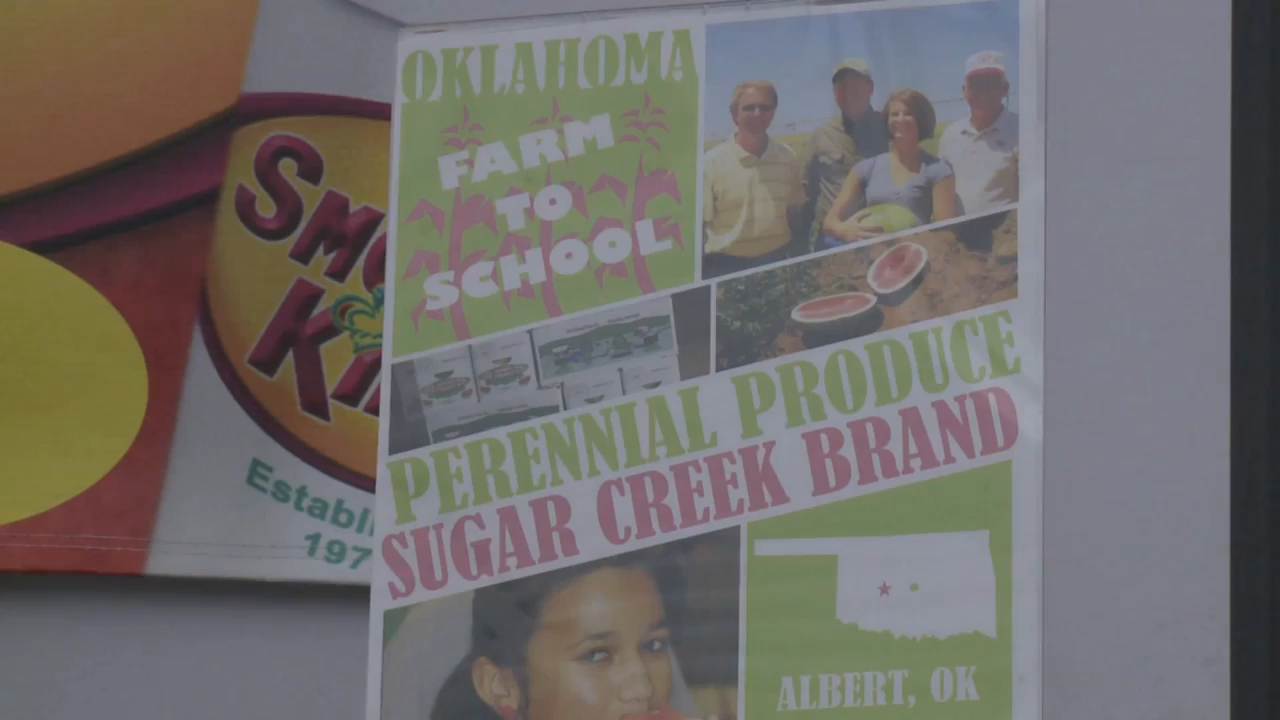 OKLAHOMA
FARM
TO
SCHOOL
PERENNIAL PRODUCE
SUGAR CREEK BRAND
ALBERT, OK